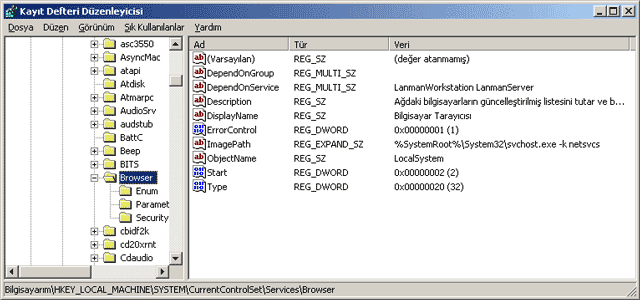 Kayıt Defteri Düzenleyicisi
Dosya Düzen Görünüm Sık Kullanılanlar Yardım
asc3550
AsyncMac
atapi
Atdisk
Atmarpc
AudioSrv
audstub
BattC
Beep
BITS
Browser
Enum
Paramet
Security
cbidf2k
cd20xrnt
Cdaudio
Ad Tür Veri
(Varsayılan) REG_SZ (değer atanmamış)
DependOnGroup REG_MULTI_SZ
DependOnService REG_MULTI_SZ LanmanWorkstation LanmanServer
Description REG_SZ Ağdaki bilgisayarların güncelleştirilmiş listesini tutar ve b...
DisplayName REG_SZ Bilgisayar Tarayıcısı
ErrorControl REG_DWORD 0x00000001 (1)
ImagePath REG_EXPAND_SZ %SystemRoot%\System32\svchost.exe -k netsvcs
ObjectName REG_SZ LocalSystem
Start REG_DWORD 0x00000002 (2)
Type REG_DWORD 0x00000020 (32)
Bilgisayarım\HKEY_LOCAL_MACHINE\SYSTEM\CurrentControlSet\Services\Browser